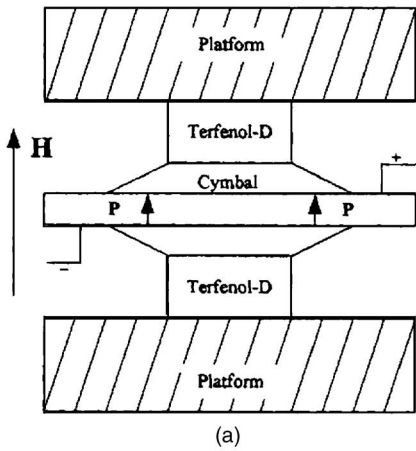 Platform
Terfenol-D
H
+
Cymbal
P P
−
Terfenol-D
Platform
(a)